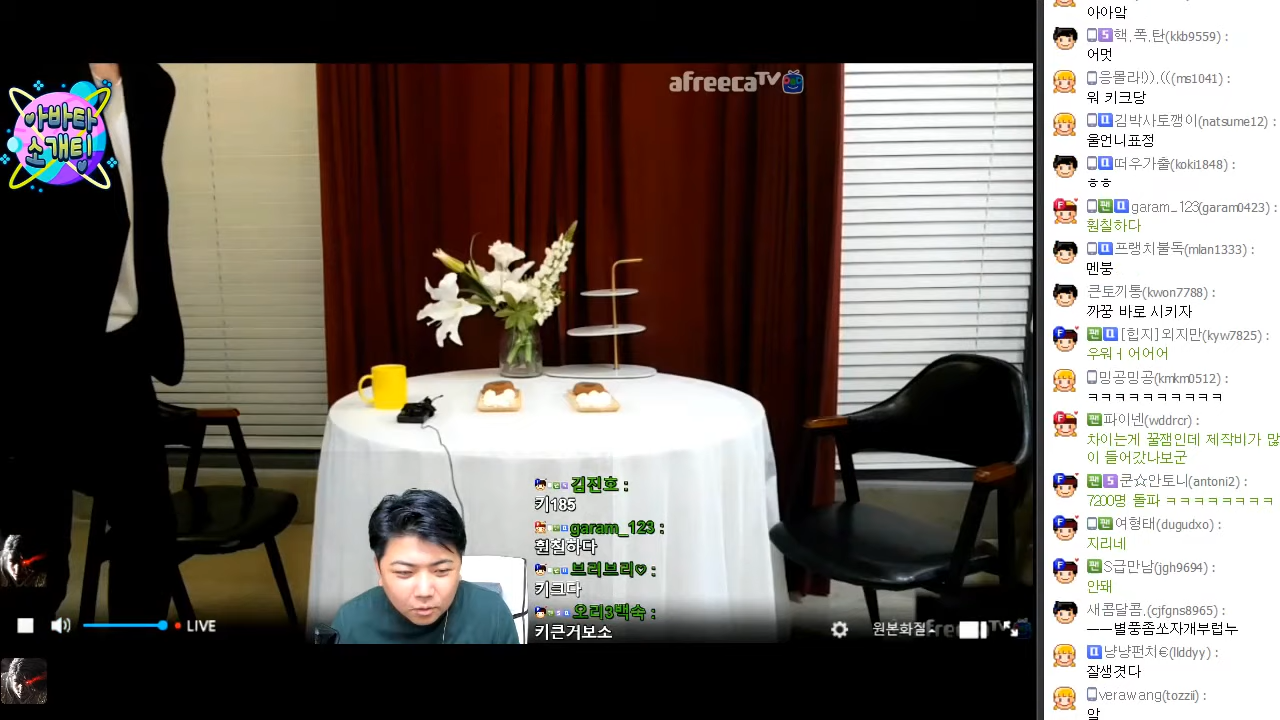 아바타
소개팅
afreecaTV
김진호 :
키185
garam_123 :
훤칠하다
브리브리♡ :
키크다
오리3백숙 :
키큰거보소
LIVE
원본화질
아아앜
핵,폭,탄(kkb9559) :
어멋
응몰라!)),((ms1041) :
워 키크당
김박사토깽이(natsume12) :
울언니표정
떠우가출(koki1848) :
ㅎㅎ
garam_123(garam0423) :
훤칠하다
프랭치불독(mlan1333) :
멘붕
큰토끼통(kwon7788) :
까꿍 바로 시키자
[힙지]외지만(kyw7825) :
우워ㅓ어어어
밍공밍공(kmkm0512) :
ㅋㅋㅋㅋㅋㅋㅋㅋㅋㅋ
파이넨(wddrcr) :
차이는게 꿀잼인데 제작비가 많
이 들어갔나보군
쿤☆안토니(antoni2) :
7200명 돌파 ㅋㅋㅋㅋㅋㅋㅋㅋ
여형태(dugudxo) :
지리네
S급만남(jgh9694) :
안돼
새콤달콤,(cjfgns8965) :
ㅡㅡ별풍좀쏘자개부럽누
냥냥펀치€(llddyy) :
잘생겻다
verawang(tozzii) :
앜